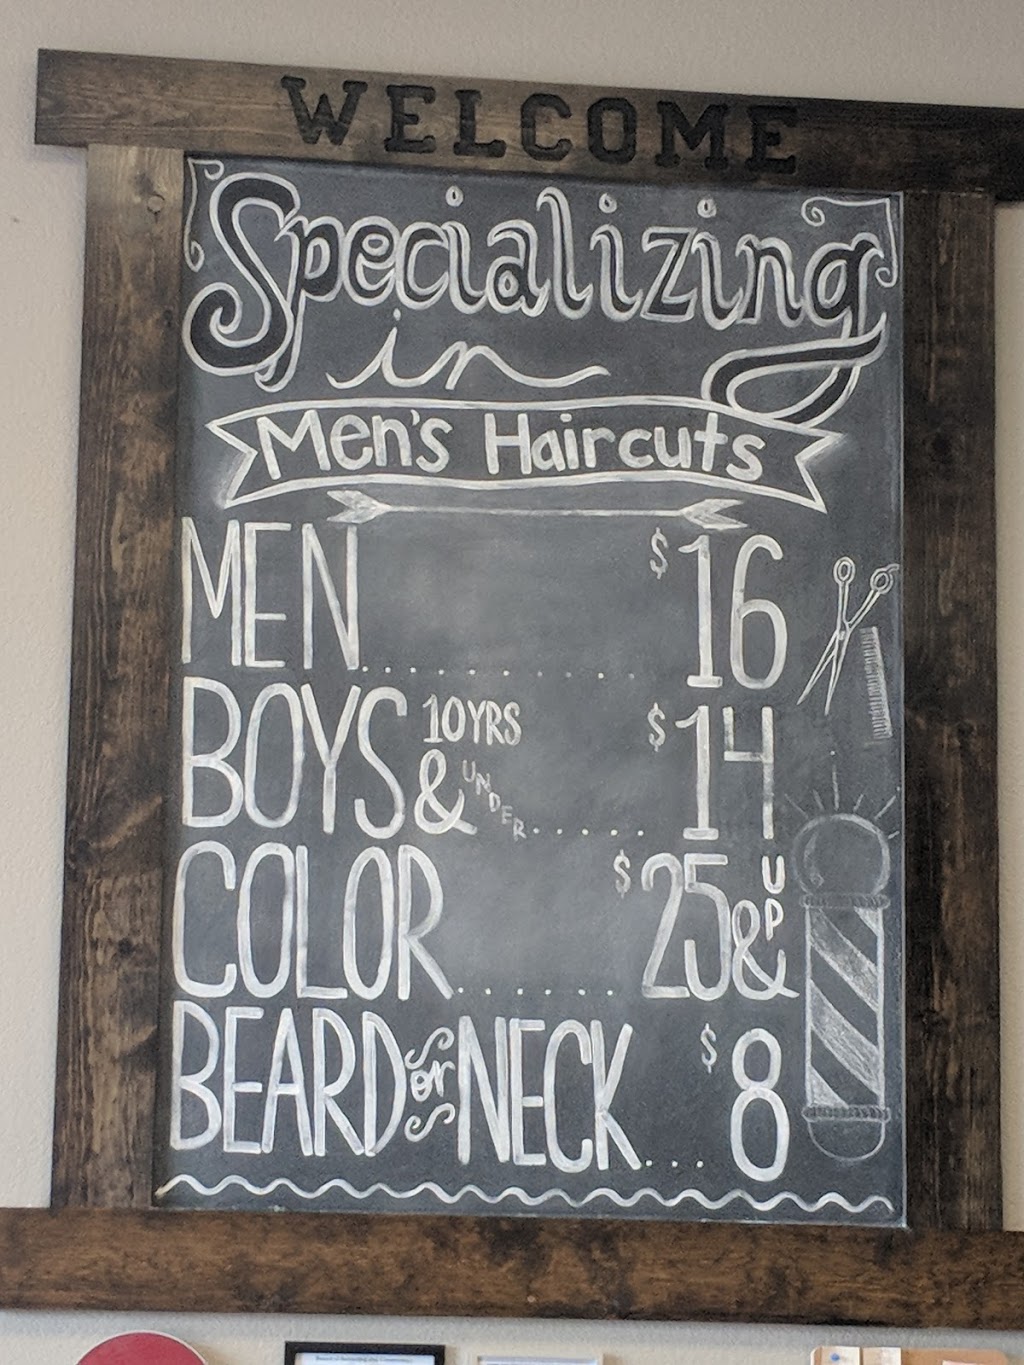 WELCOME
Specializing
in
Men's Haircuts
MEN............ $16
BOYS 10YRS & UNDER...... $14
COLOR....... $25 & UP
BEARD or NECK.... $8